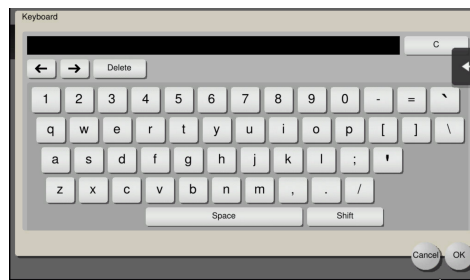 Keyboard
C
← → Delete
1 2 3 4 5 6 7 8 9 0 - = `
q w e r t y u i o p [ ] \
a s d f g h j k l ; '
z x c v b n m , . /
Space Shift
Cancel OK